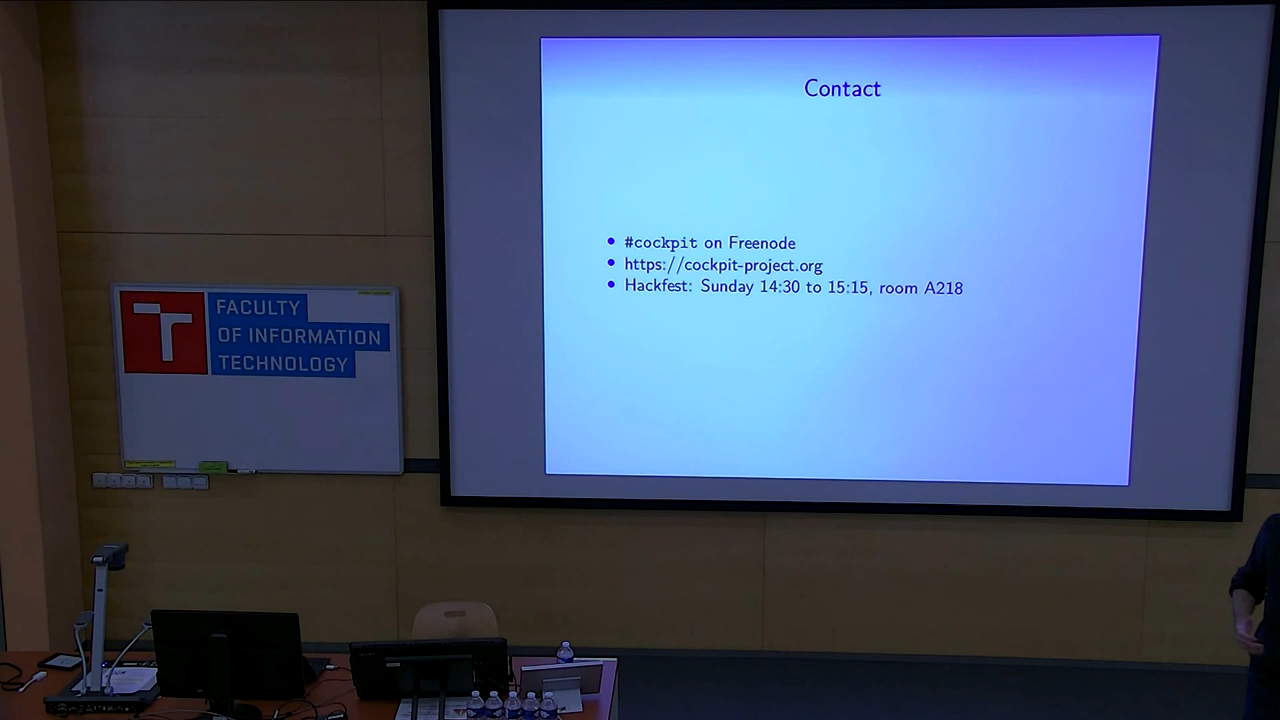 Contact
#cockpit on Freenode
https://cockpit-project.org
Hackfest: Sunday 14:30 to 15:15, room A218
FACULTY
OF INFORMATION
TECHNOLOGY